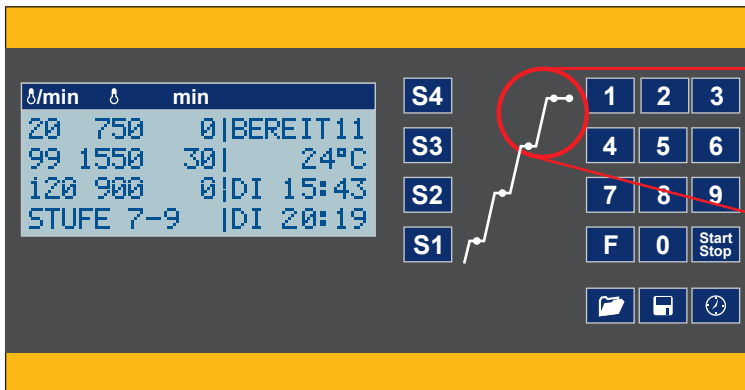 /min min
20 750 0|BEREIT11
99 1550 30| 24°C
120 900 0|DI 15:43
STUFE 7-9 |DI 20:19
S4
S3
S2
S1
1 2 3
4 5 6
7 8 9
F 0 Start
Stop